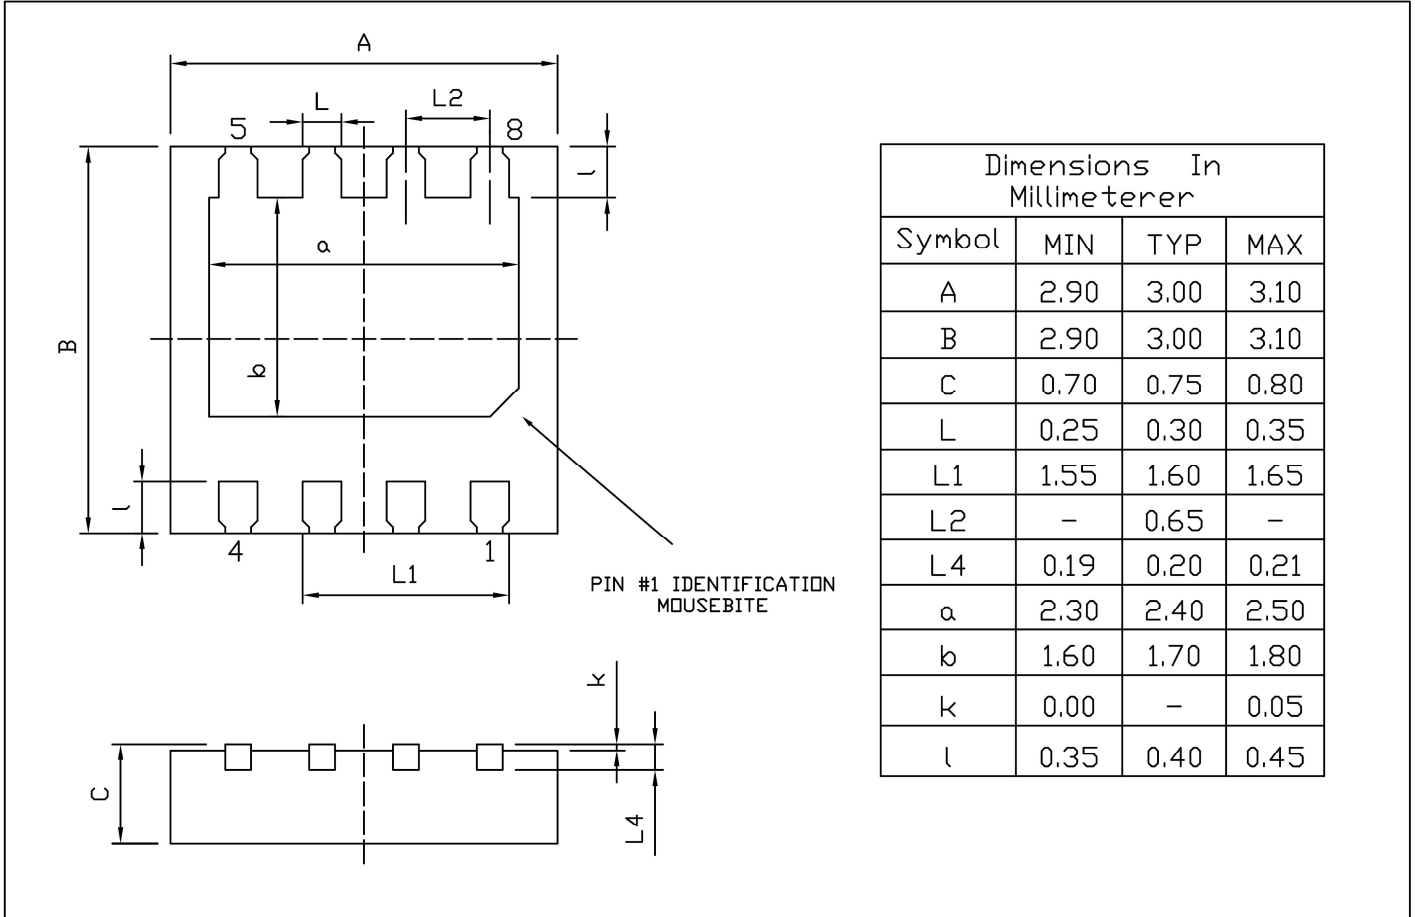 A
L
L2
5
8
l
a
B
b
l
4
1
L1
PIN #1 IDENTIFICATION
MOUSEBITE
k
C
L4
Dimensions In
Millimeterer
Symbol MIN TYP MAX
A 2.90 3.00 3.10
B 2.90 3.00 3.10
C 0.70 0.75 0.80
L 0.25 0.30 0.35
L1 1.55 1.60 1.65
L2 - 0.65 -
L4 0.19 0.20 0.21
a 2.30 2.40 2.50
b 1.60 1.70 1.80
k 0.00 - 0.05
l 0.35 0.40 0.45